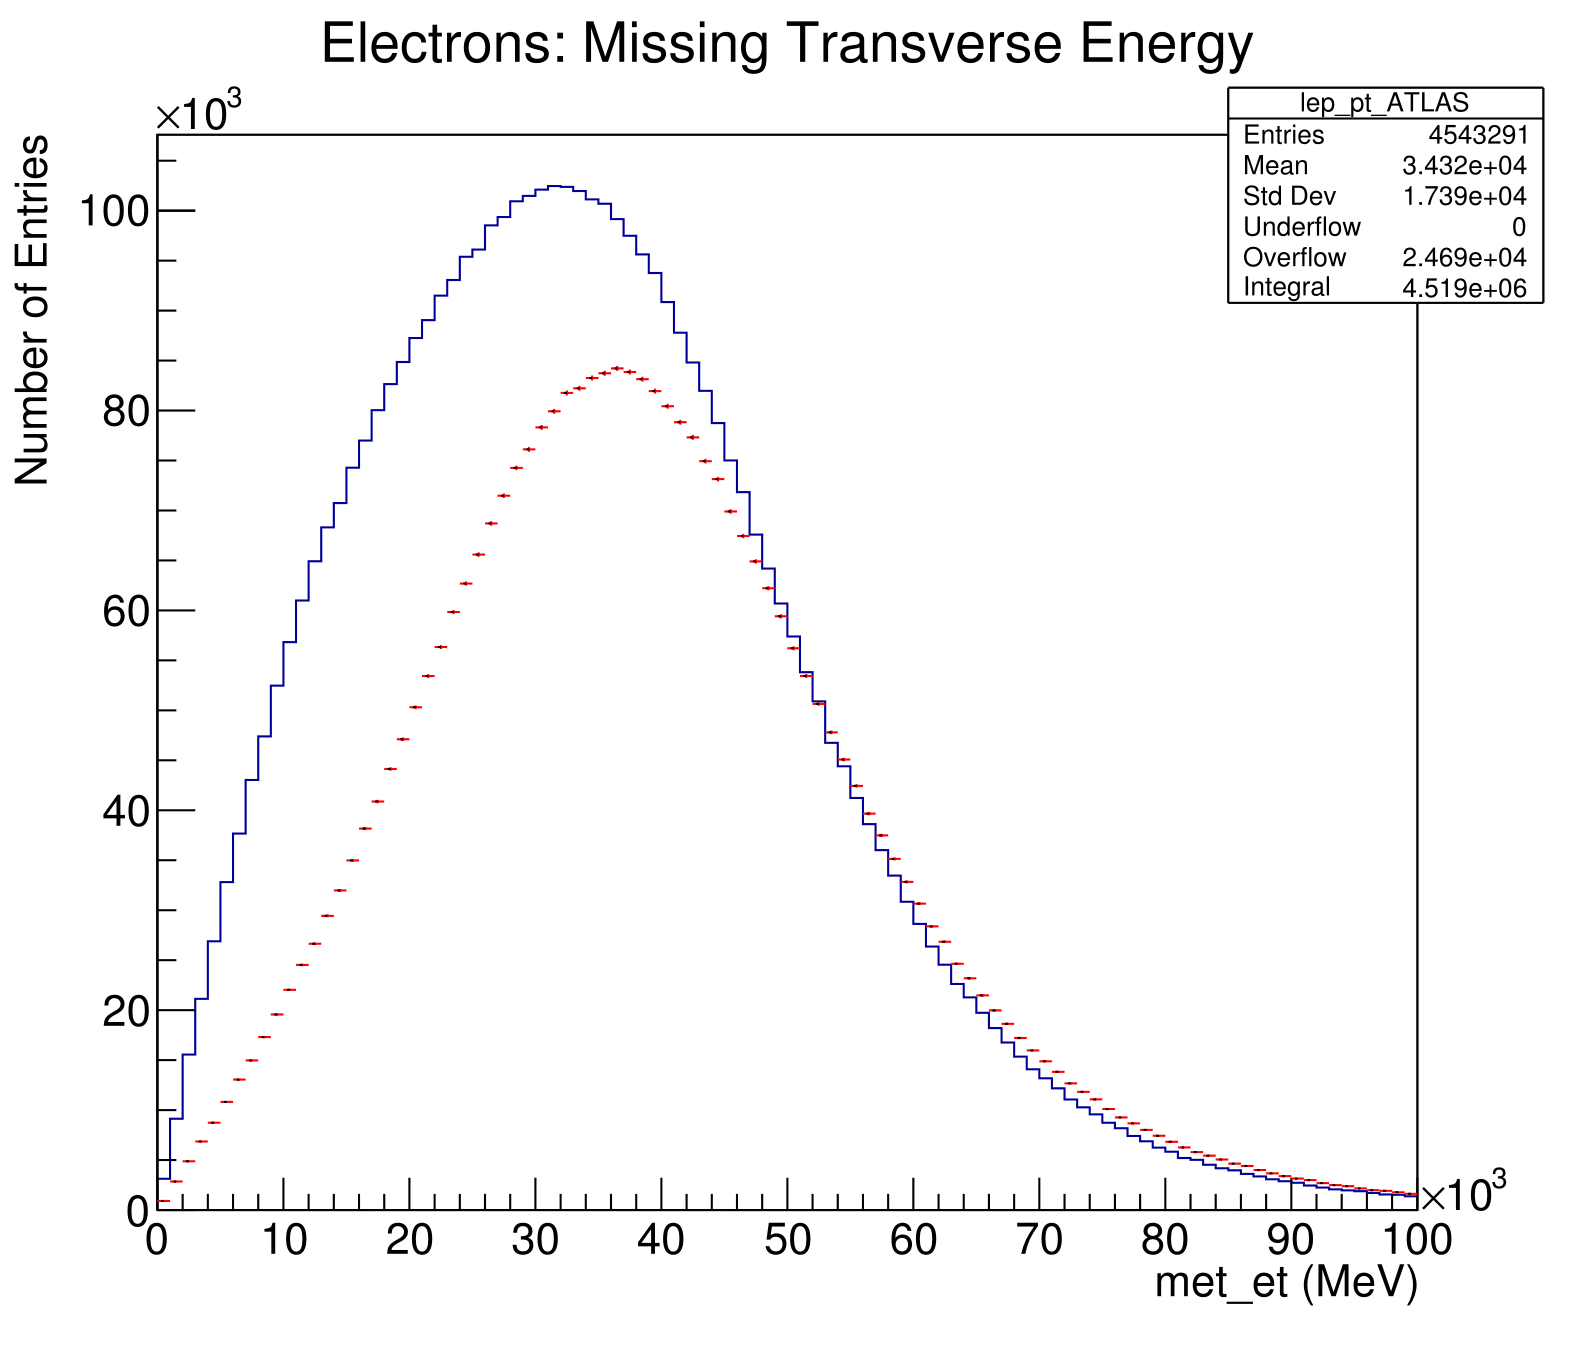 Electrons: Missing Transverse Energy
×10³
Number of Entries
lep_pt_ATLAS
Entries 4543291
Mean 3.432e+04
Std Dev 1.739e+04
Underflow 0
Overflow 2.469e+04
Integral 4.519e+06
100
80
60
40
20
0
0 10 20 30 40 50 60 70 80 90 100
×10³
met_et (MeV)